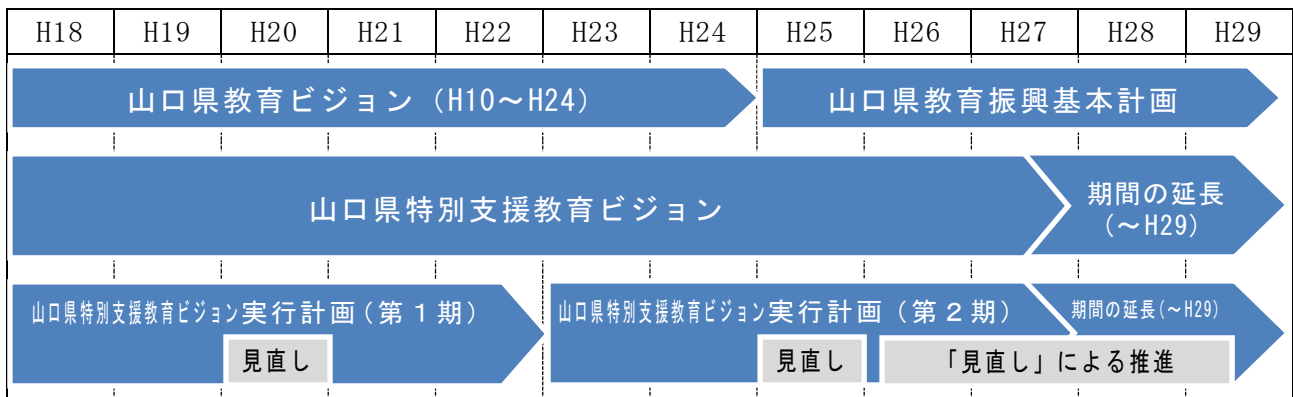 H18 H19 H20 H21 H22 H23 H24 H25 H26 H27 H28 H29
山口県教育ビジョン（H10～H24） 山口県教育振興基本計画
山口県特別支援教育ビジョン
期間の延長
（～H29）
山口県特別支援教育ビジョン実行計画（第１期） 山口県特別支援教育ビジョン実行計画（第２期） 期間の延長（～H29）
見直し 見直し 「見直し」による推進